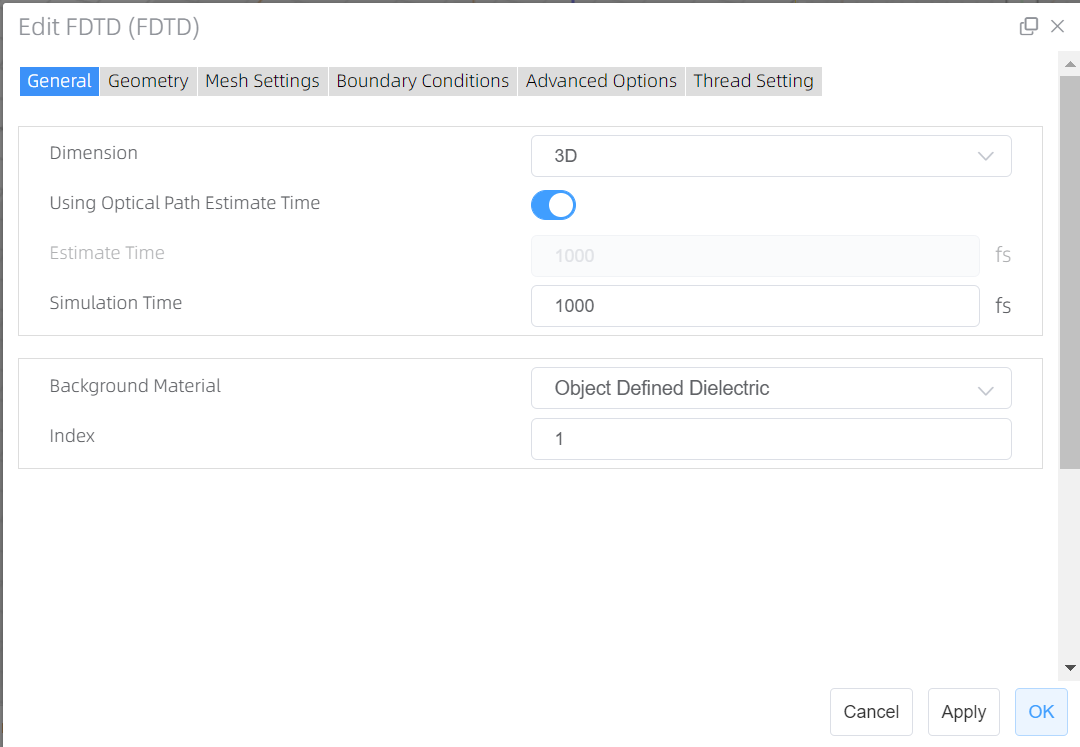 Edit FDTD (FDTD)
General Geometry Mesh Settings Boundary Conditions Advanced Options Thread Setting
Dimension 3D
Using Optical Path Estimate Time
Estimate Time 1000 fs
Simulation Time 1000 fs
Background Material Object Defined Dielectric
Index 1
Cancel Apply OK